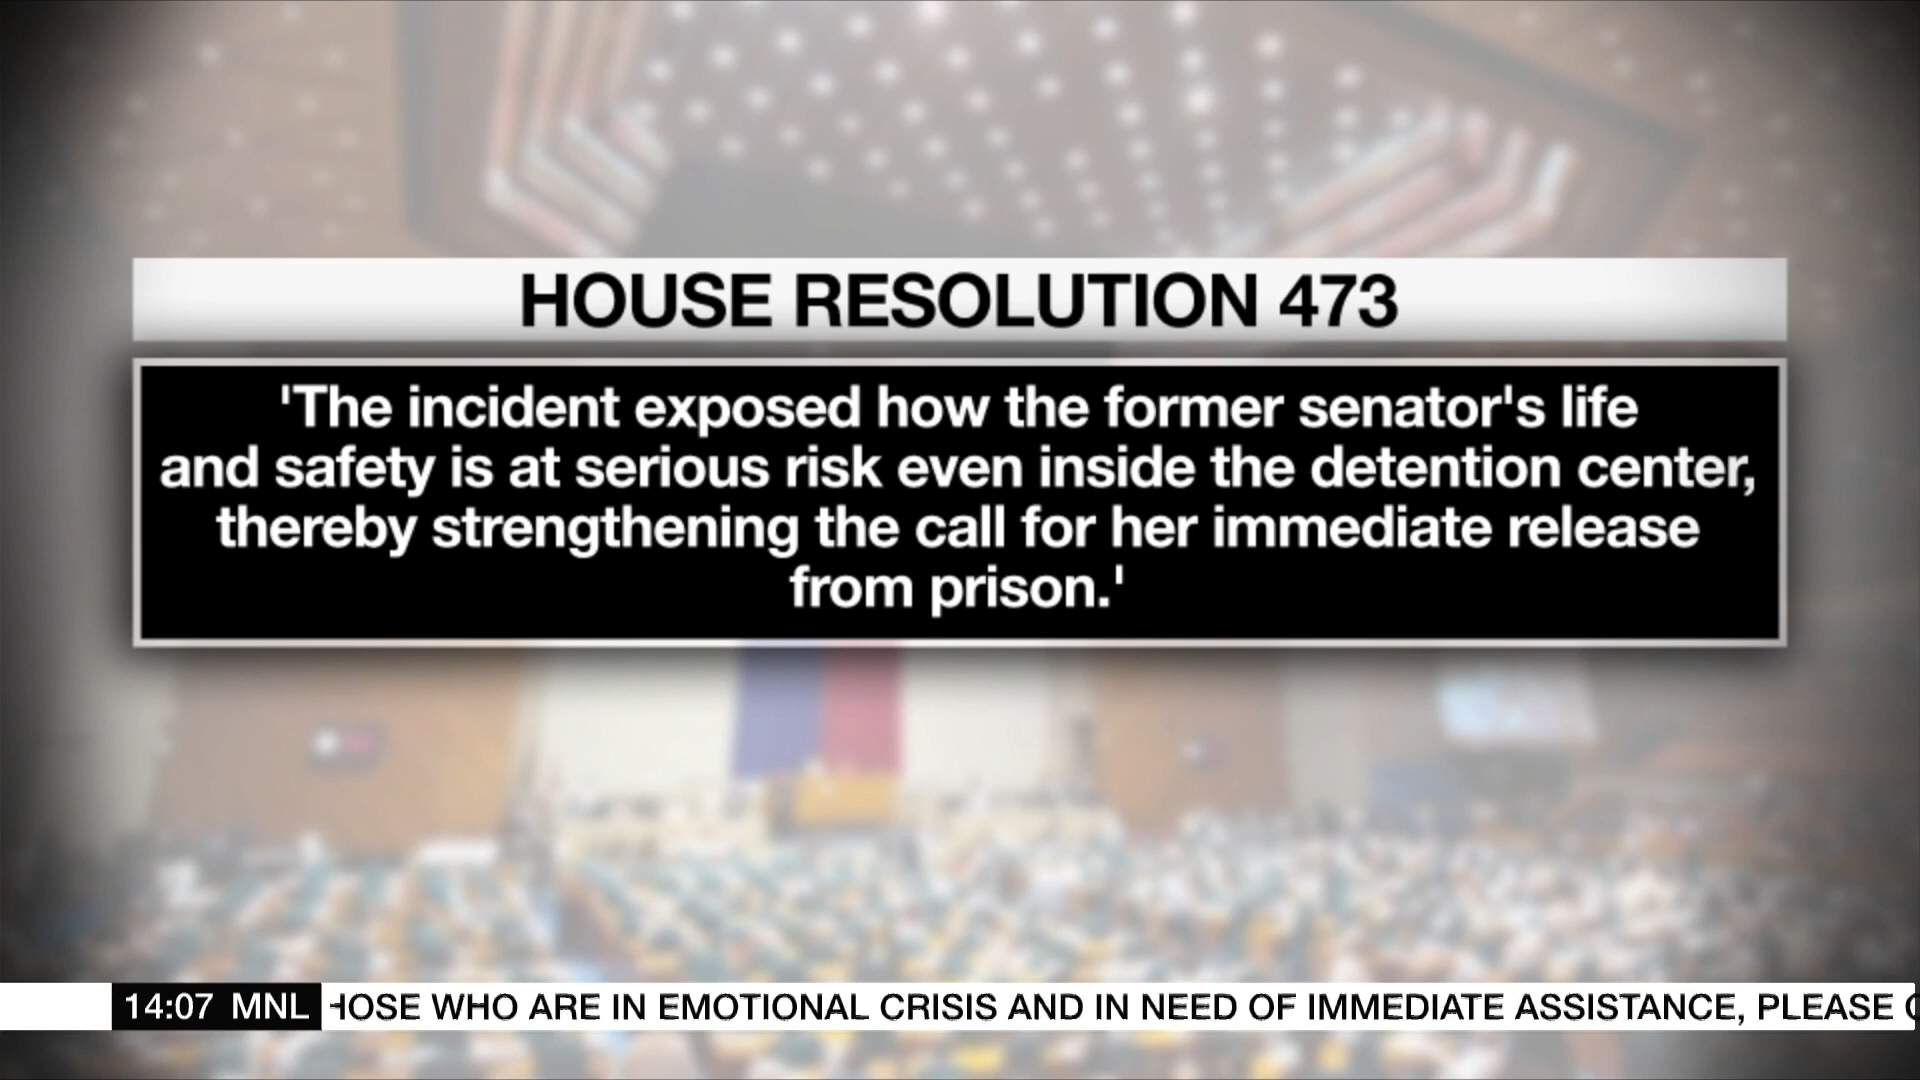 HOUSE RESOLUTION 473
'The incident exposed how the former senator's life
and safety is at serious risk even inside the detention center,
thereby strengthening the call for her immediate release
from prison.'
14:07 MNL
WHO ARE IN EMOTIONAL CRISIS AND IN NEED OF IMMEDIATE ASSISTANCE, PLEASE